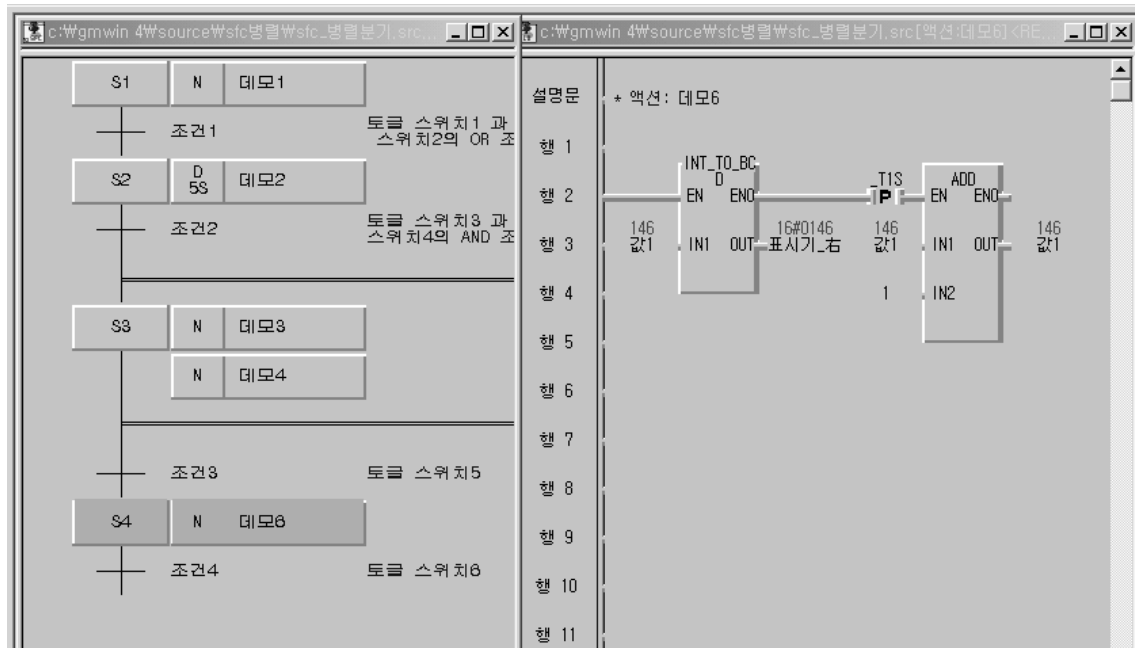 c:₩gmwin 4₩source₩sfc병렬₩sfc_병렬분기.src...
S1 N 데모1
조건1 토글 스위치1 과
스위치2의 OR 조
S2 D 5S 데모2
조건2 토글 스위치3 과
스위치4의 AND 조
S3 N 데모3
N 데모4
조건3 토글 스위치5
S4 N 데모6
조건4 토글 스위치6
c:₩gmwin 4₩source₩sfc병렬₩sfc_병렬분기.src[액션:데모6]<RE...
설명문 * 액션: 데모6
행 1
INT_TO_BC
D _T1S ADD
행 2 EN ENO P EN ENO
146 16#0146 146 146
행 3 값1 IN1 OUT 표시기_右 값1 IN1 OUT 값1
행 4 1 IN2
행 5
행 6
행 7
행 8
행 9
행 10
행 11